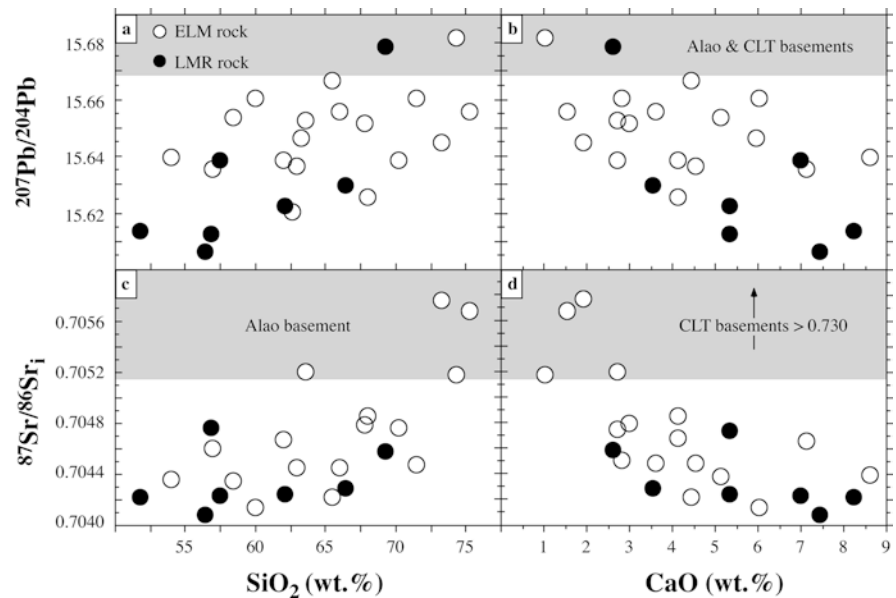 a
ELM rock
LMR rock
b
Alao & CLT basements
15.68
15.66
15.64
15.62
207Pb/204Pb
c
Alao basement
d
CLT basements > 0.730
0.7056
0.7052
0.7048
0.7044
0.7040
87Sr/86Sri
55 60 65 70 75
1 2 3 4 5 6 7 8 9
SiO2 (wt.%)
CaO (wt.%)